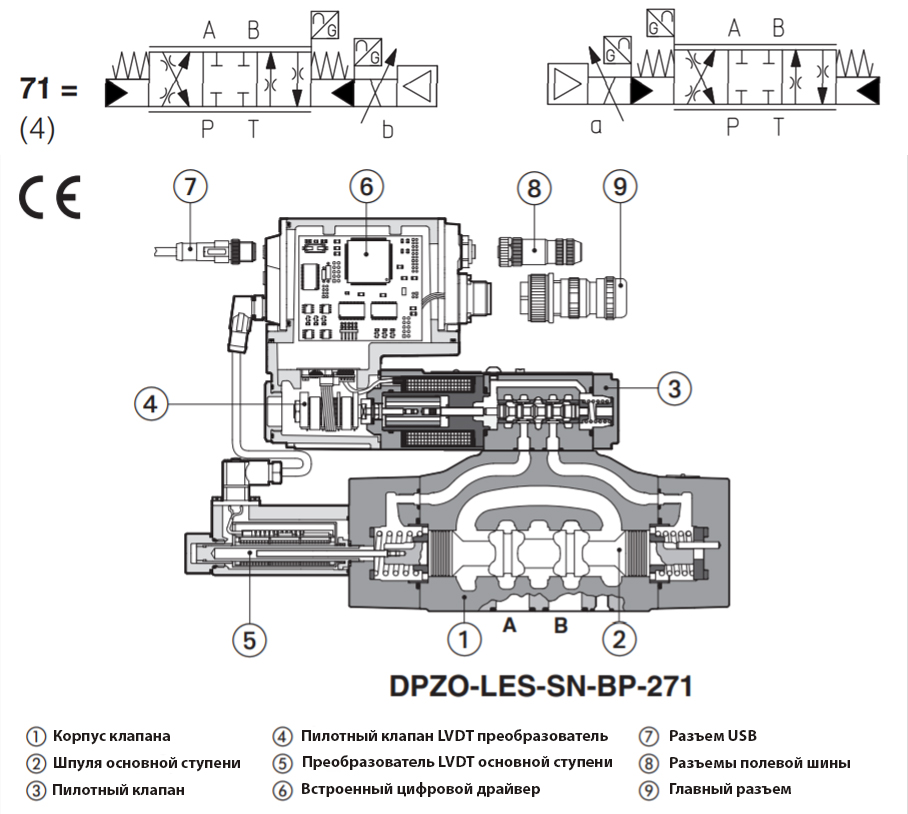 A B A B
G G G G
71 =
(4)
P T b a P T
CE
7 6 8 9
4 3
5 1 A B 2
DPZO-LES-SN-BP-271
1 Корпус клапана
2 Шпуля основной ступени
3 Пилотный клапан
4 Пилотный клапан LVDT преобразователь
5 Преобразователь LVDT основной ступени
6 Встроенный цифровой драйвер
7 Разъем USB
8 Разъемы полевой шины
9 Главный разъем